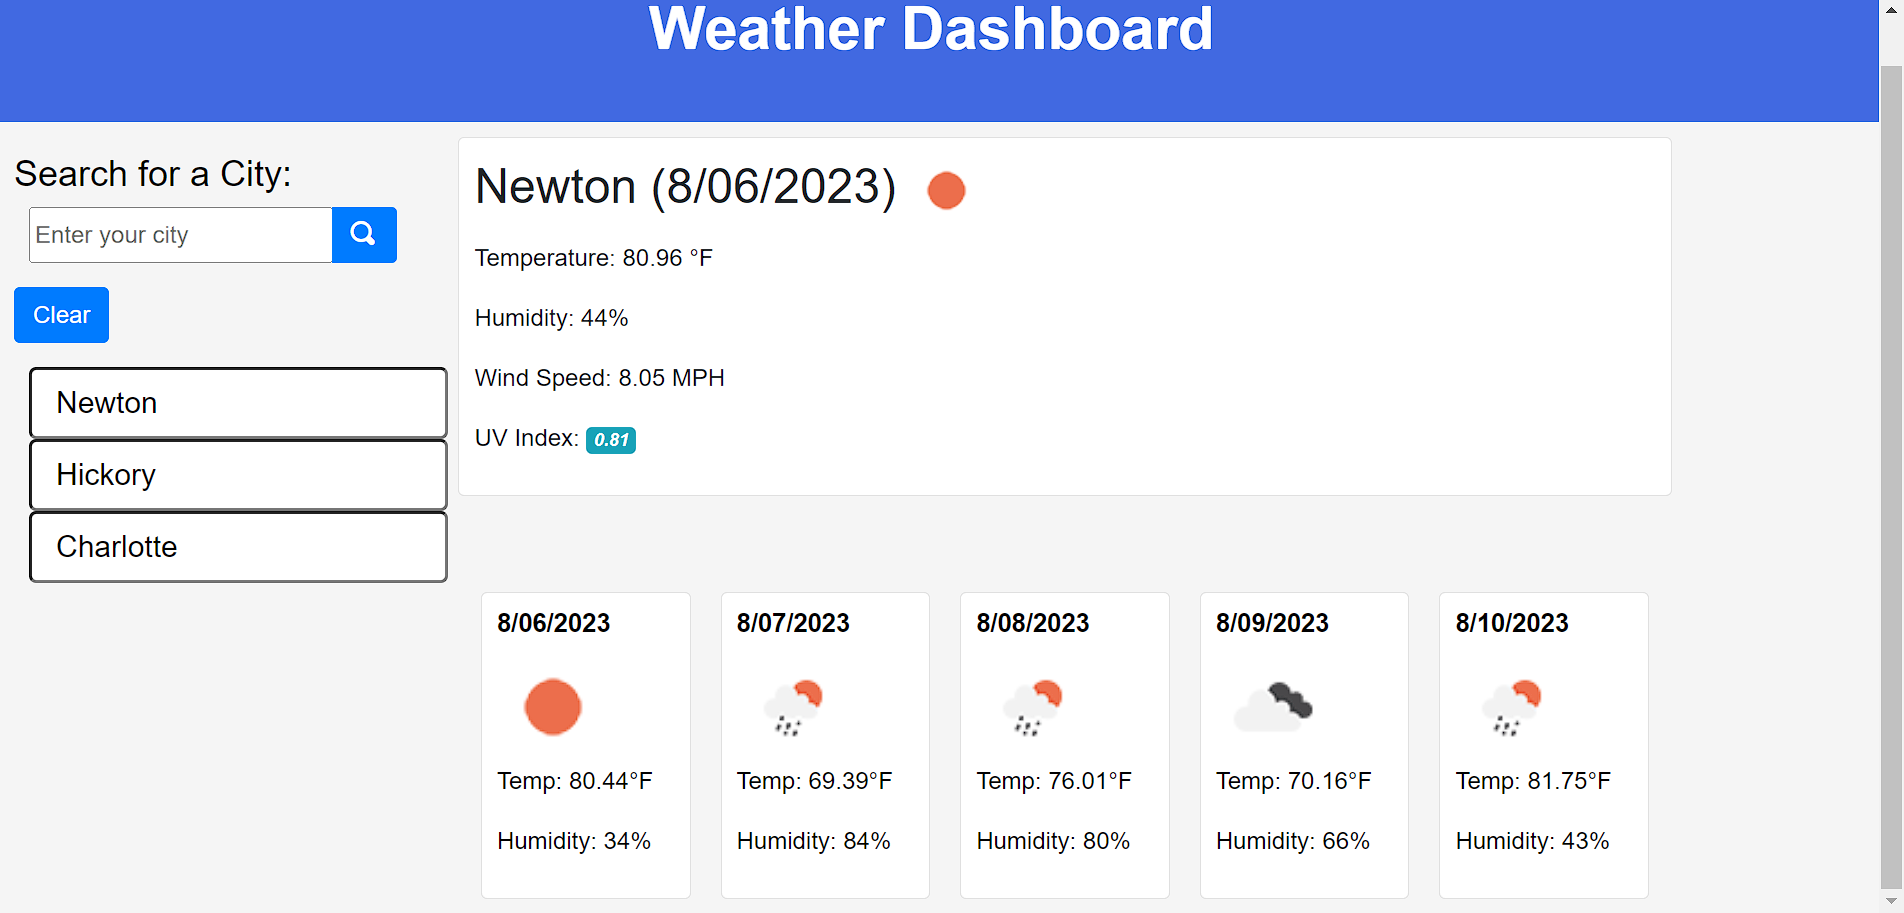 Weather Dashboard
Search for a City:
Enter your city
Clear
Newton
Hickory
Charlotte
Newton (8/06/2023)
Temperature: 80.96 °F
Humidity: 44%
Wind Speed: 8.05 MPH
UV Index: 0.81
8/06/2023
Temp: 80.44°F
Humidity: 34%
8/07/2023
Temp: 69.39°F
Humidity: 84%
8/08/2023
Temp: 76.01°F
Humidity: 80%
8/09/2023
Temp: 70.16°F
Humidity: 66%
8/10/2023
Temp: 81.75°F
Humidity: 43%